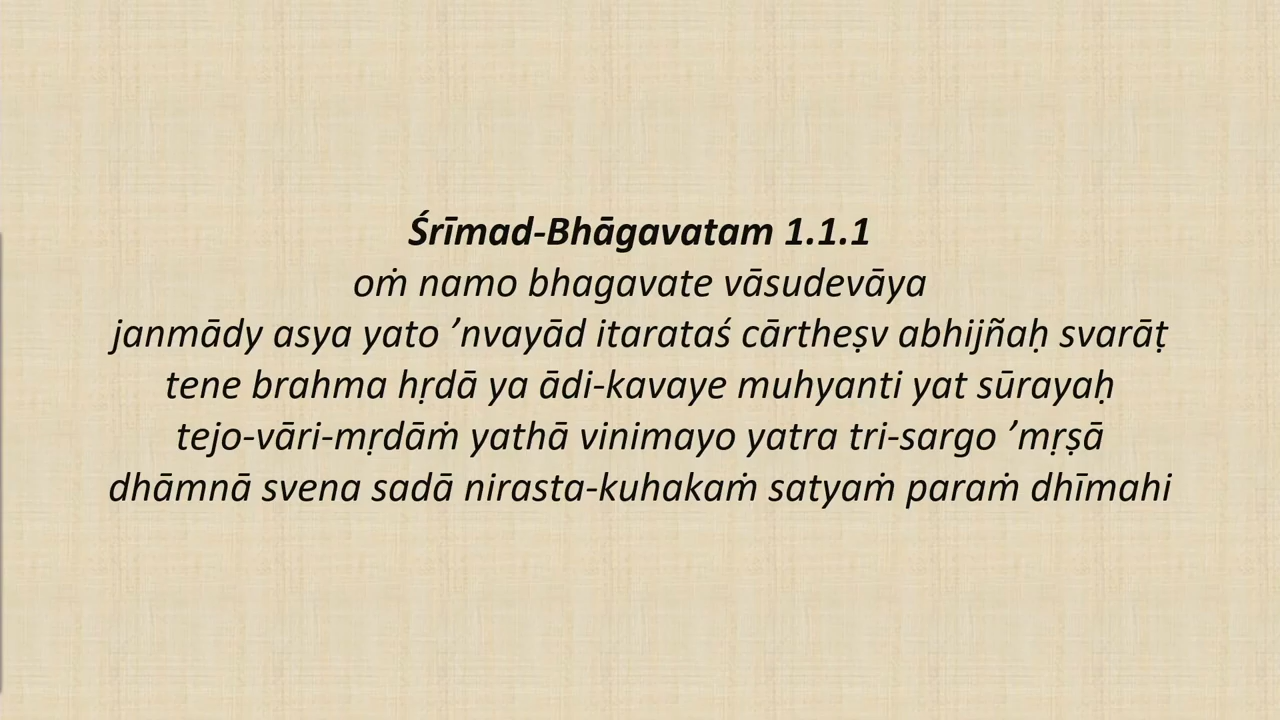 Śrīmad-Bhāgavatam 1.1.1
oṁ namo bhagavate vāsudevāya
janmādy asya yato ’nvayād itarataś cārtheṣv abhijñaḥ svarāṭ
tene brahma hṛdā ya ādi-kavaye muhyanti yat sūrayaḥ
tejo-vāri-mṛdāṁ yathā vinimayo yatra tri-sargo ’mṛṣā
dhāmnā svena sadā nirasta-kuhakaṁ satyaṁ paraṁ dhīmahi